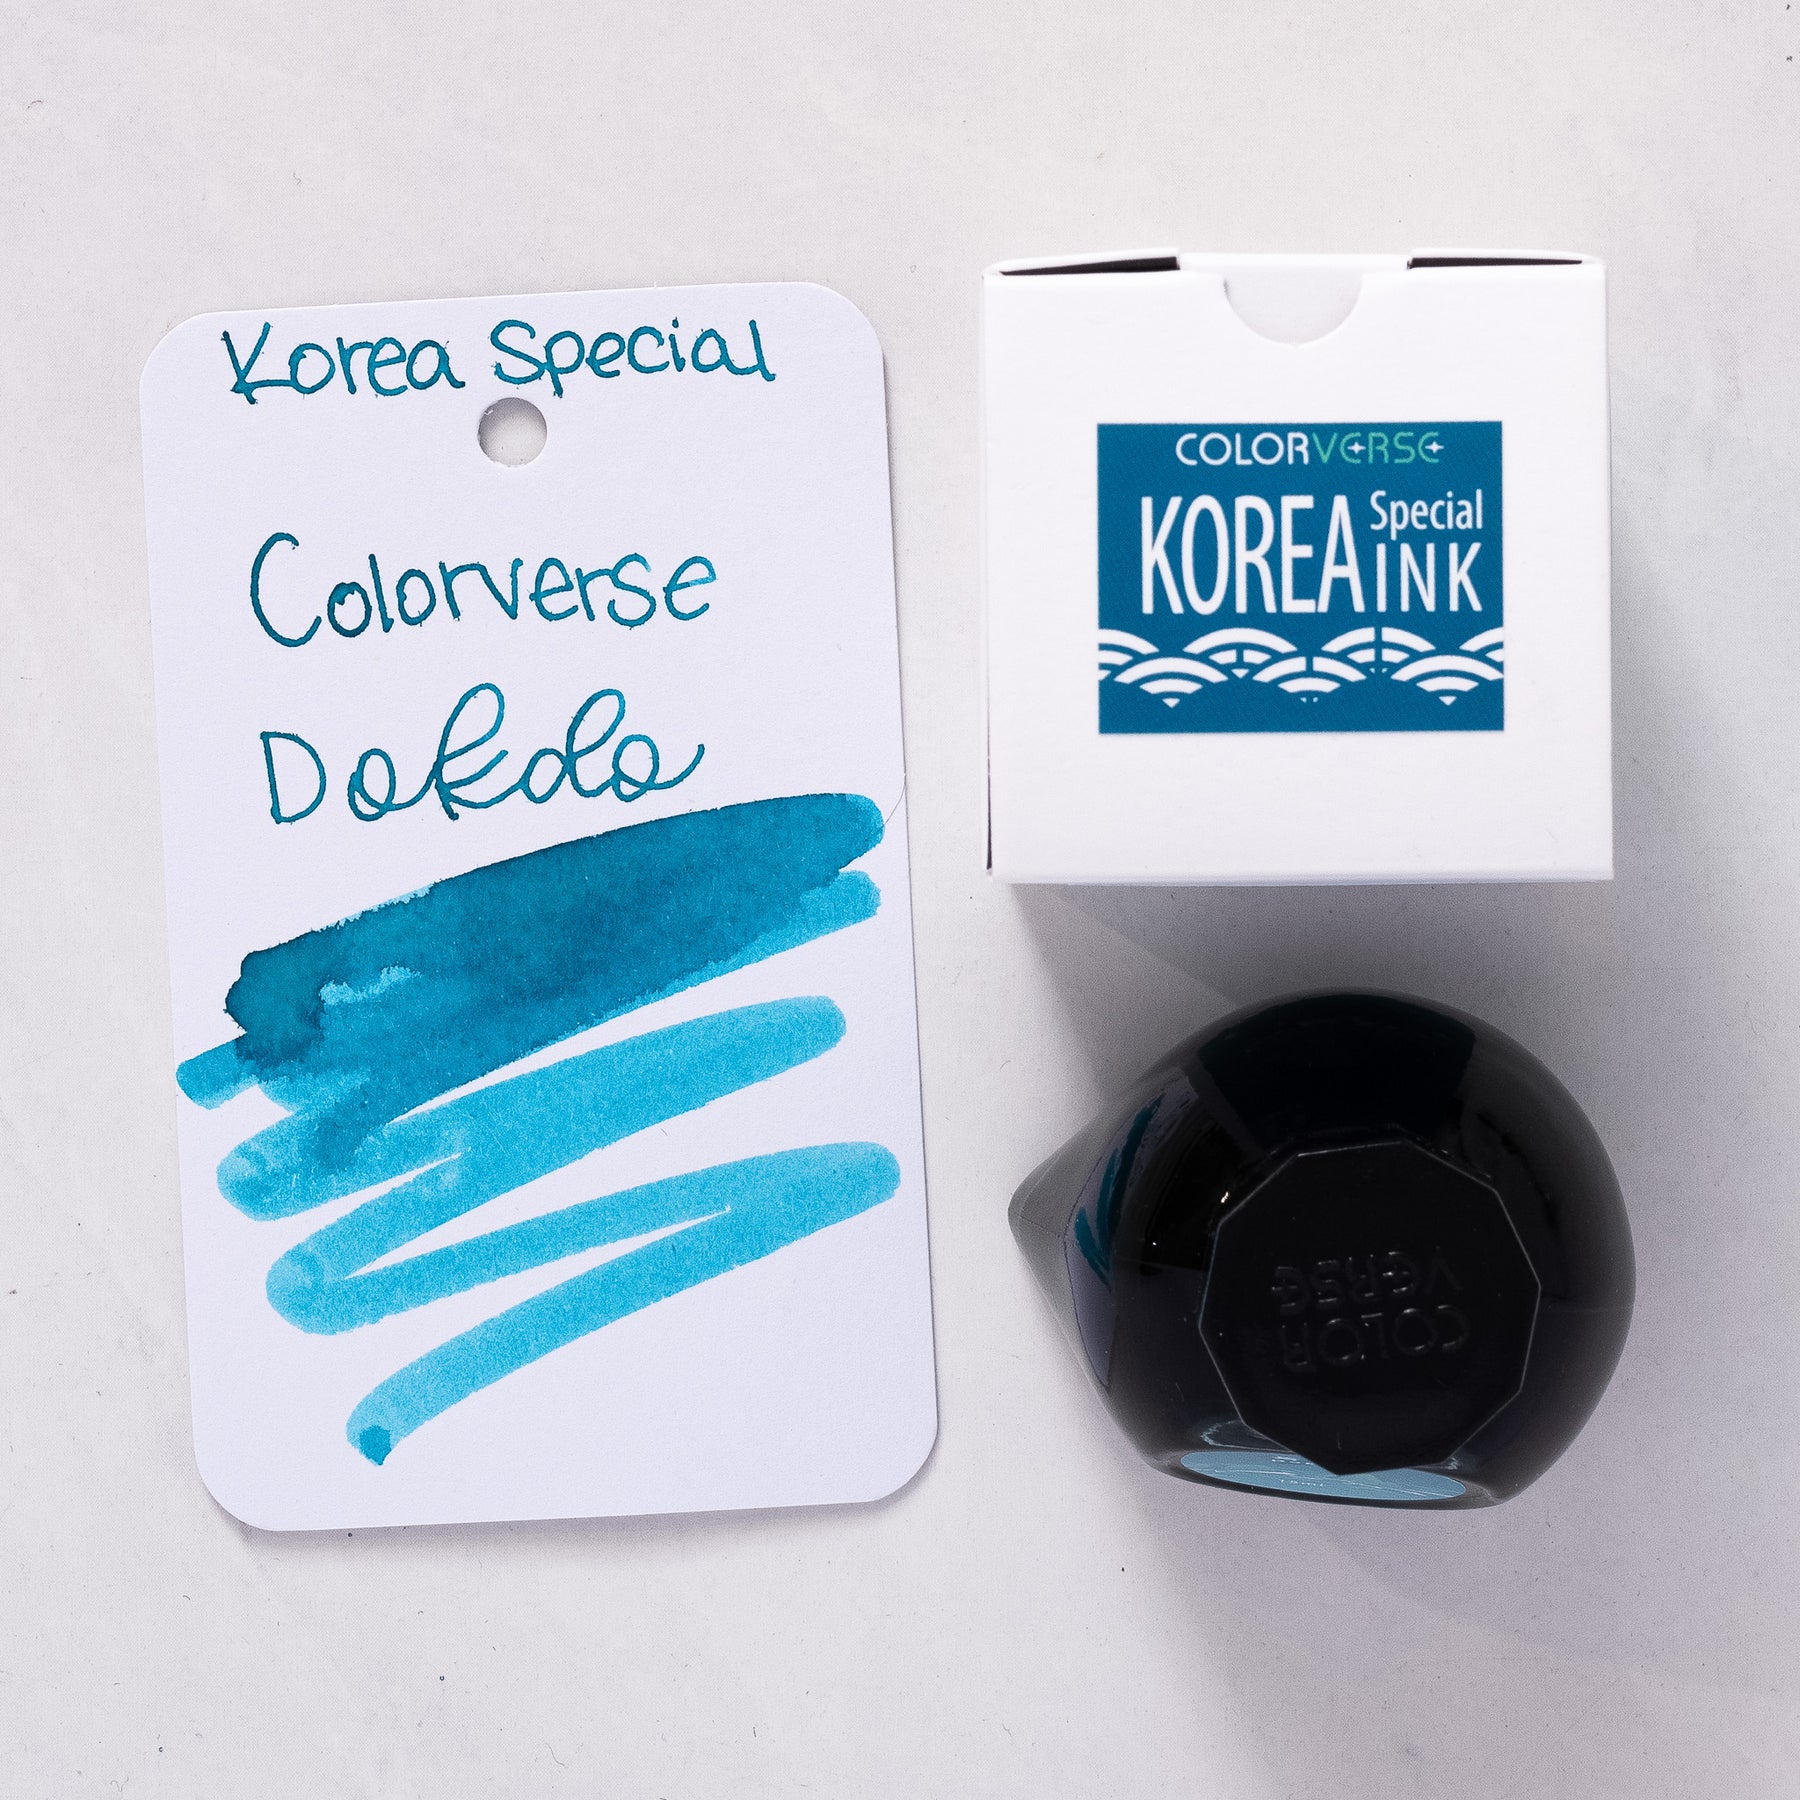 Korea Special
Colorverse
Dokdo
COLORVERSE
KOREA Special INK
COLOR
VERSE